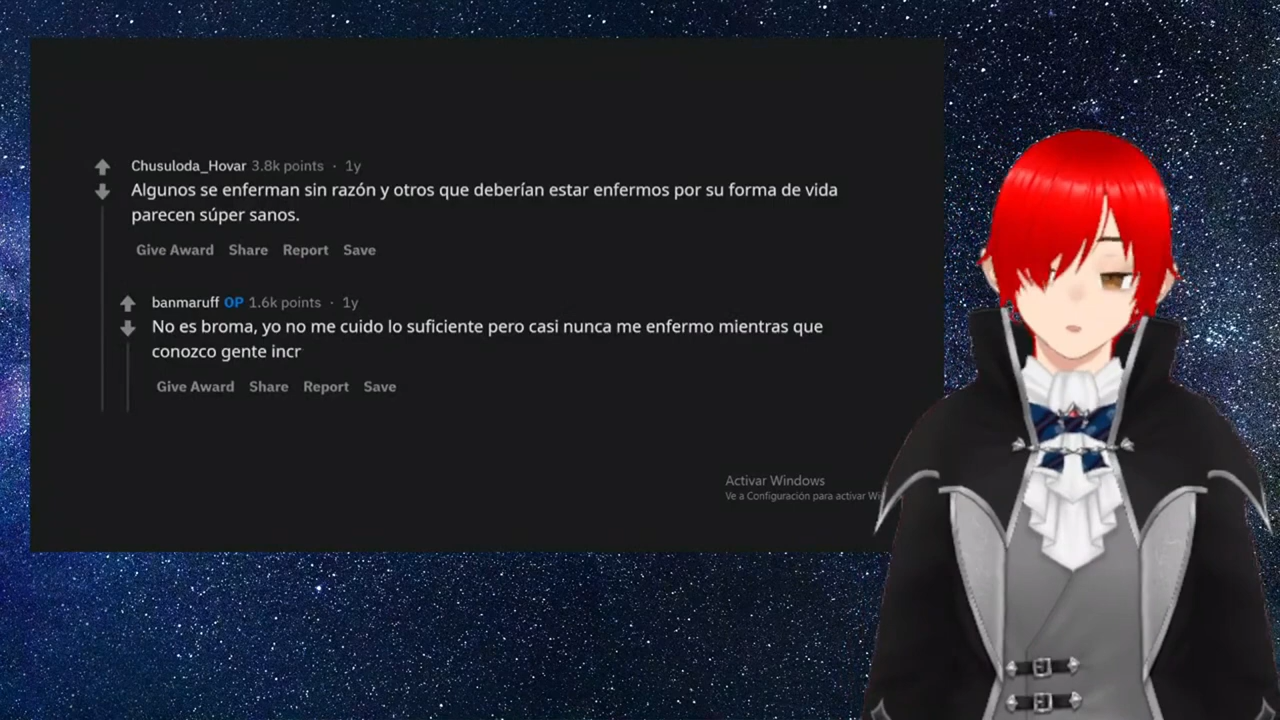 Chusuloda_Hovar 3.8k points · 1y
Algunos se enferman sin razón y otros que deberían estar enfermos por su forma de vida
parecen súper sanos.
Give Award Share Report Save
banmaruff OP 1.6k points · 1y
No es broma, yo no me cuido lo suficiente pero casi nunca me enfermo mientras que
conozco gente incr
Give Award Share Report Save
Activar Windows
Ve a Configuración para activar